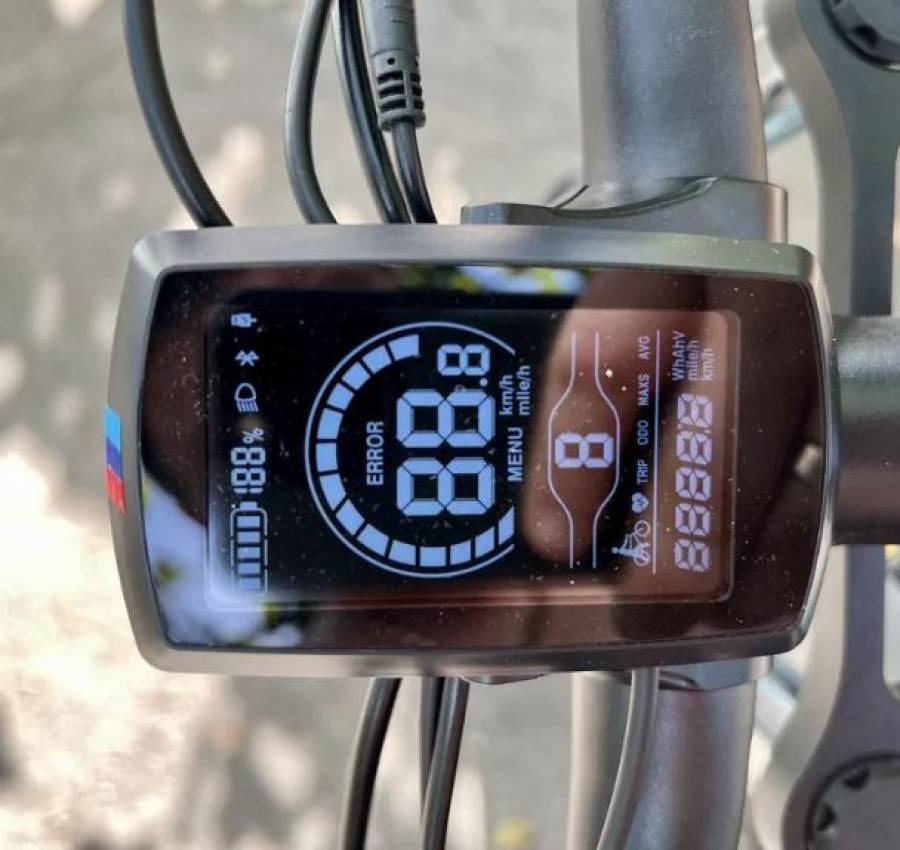 188%
ERROR
88.8
km/h
mile/h
MENU
8
TRIP ODO MAXS AVG
88888
WhAhV
mile/h
km/h